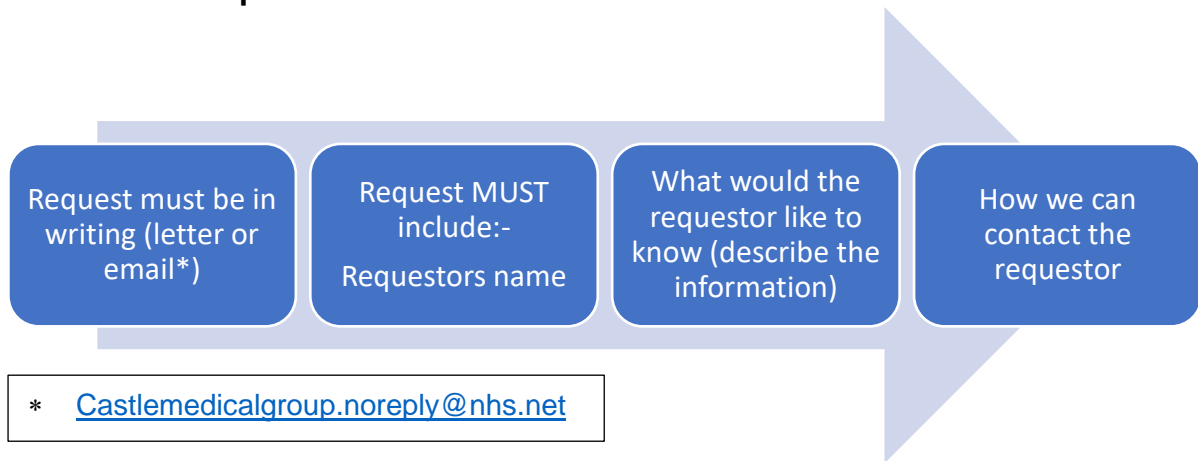 Request must be in
writing (letter or
email*)
Request MUST
include:-
Requestors name
What would the
requestor like to
know (describe the
information)
How we can
contact the
requestor
* Castlemedicalgroup.noreply@nhs.net